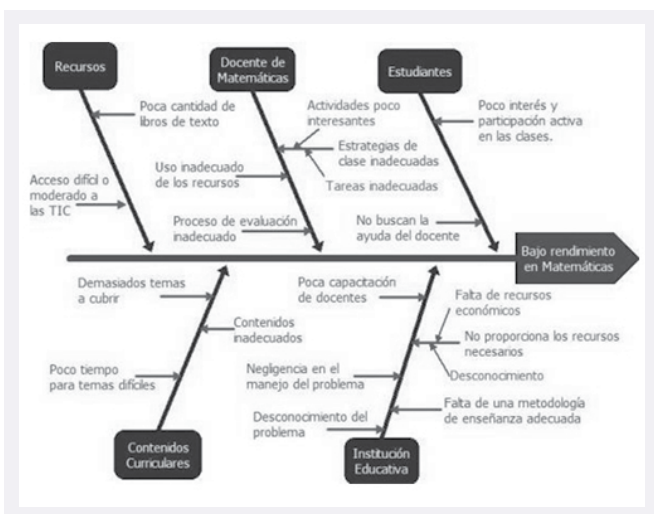 Recursos
Docente de
Matemáticas
Estudiantes
Poca cantidad de
libros de texto
Acceso difícil o
moderado a
las TIC
Actividades poco
interesantes
Estrategias de
clase inadecuadas
Tareas inadecuadas
Uso inadecuado
de los recursos
Proceso de evaluación
inadecuado
Poco interés y
participación activa
en las clases.
No buscan la
ayuda del docente
Bajo rendimiento
en Matemáticas
Demasiados temas
a cubrir
Contenidos
inadecuados
Poco tiempo
para temas difíciles
Contenidos
Curriculares
Poca capacitación
de docentes
Falta de recursos
económicos
No proporciona los recursos
necesarios
Desconocimiento
Negligencia en el
manejo del problema
Falta de una metodología
de enseñanza adecuada
Desconocimiento del
problema
Institución
Educativa